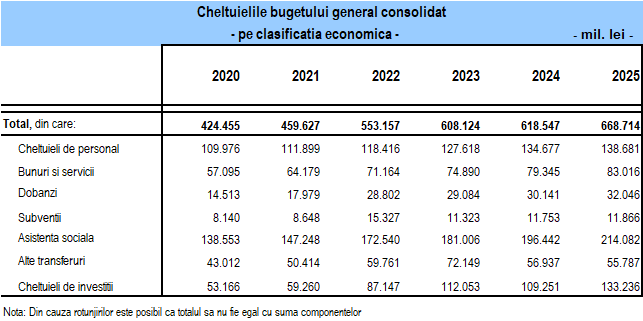 Cheltuielile bugetului general consolidat
- pe clasificatia economica - - mil. lei -
2020 2021 2022 2023 2024 2025
Total, din care: 424.455 459.627 553.157 608.124 618.547 668.714
Cheltuieli de personal 109.976 111.899 118.416 127.618 134.677 138.681
Bunuri si servicii 57.095 64.179 71.164 74.890 79.345 83.016
Dobanzi 14.513 17.979 28.802 29.084 30.141 32.046
Subventii 8.140 8.648 15.327 11.323 11.753 11.866
Asistenta sociala 138.553 147.248 172.540 181.006 196.442 214.082
Alte transferuri 43.012 50.414 59.761 72.149 56.937 55.787
Cheltuieli de investitii 53.166 59.260 87.147 112.053 109.251 133.236
Nota: Din cauza rotunjirilor este posibil ca totalul sa nu fie egal cu suma componentelor